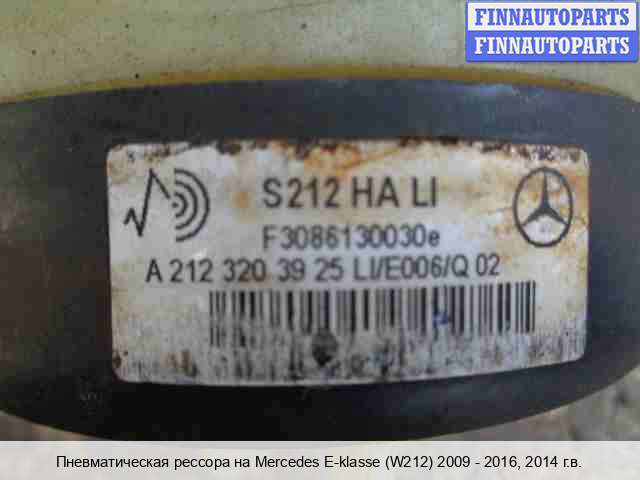 FINNAUTOPARTS
FINNAUTOPARTS
S212 HA LI
F3086130030e
A 212 320 39 25 LI/E006/Q 02
Пневматическая рессора на Mercedes E-klasse (W212) 2009 - 2016, 2014 г.в.